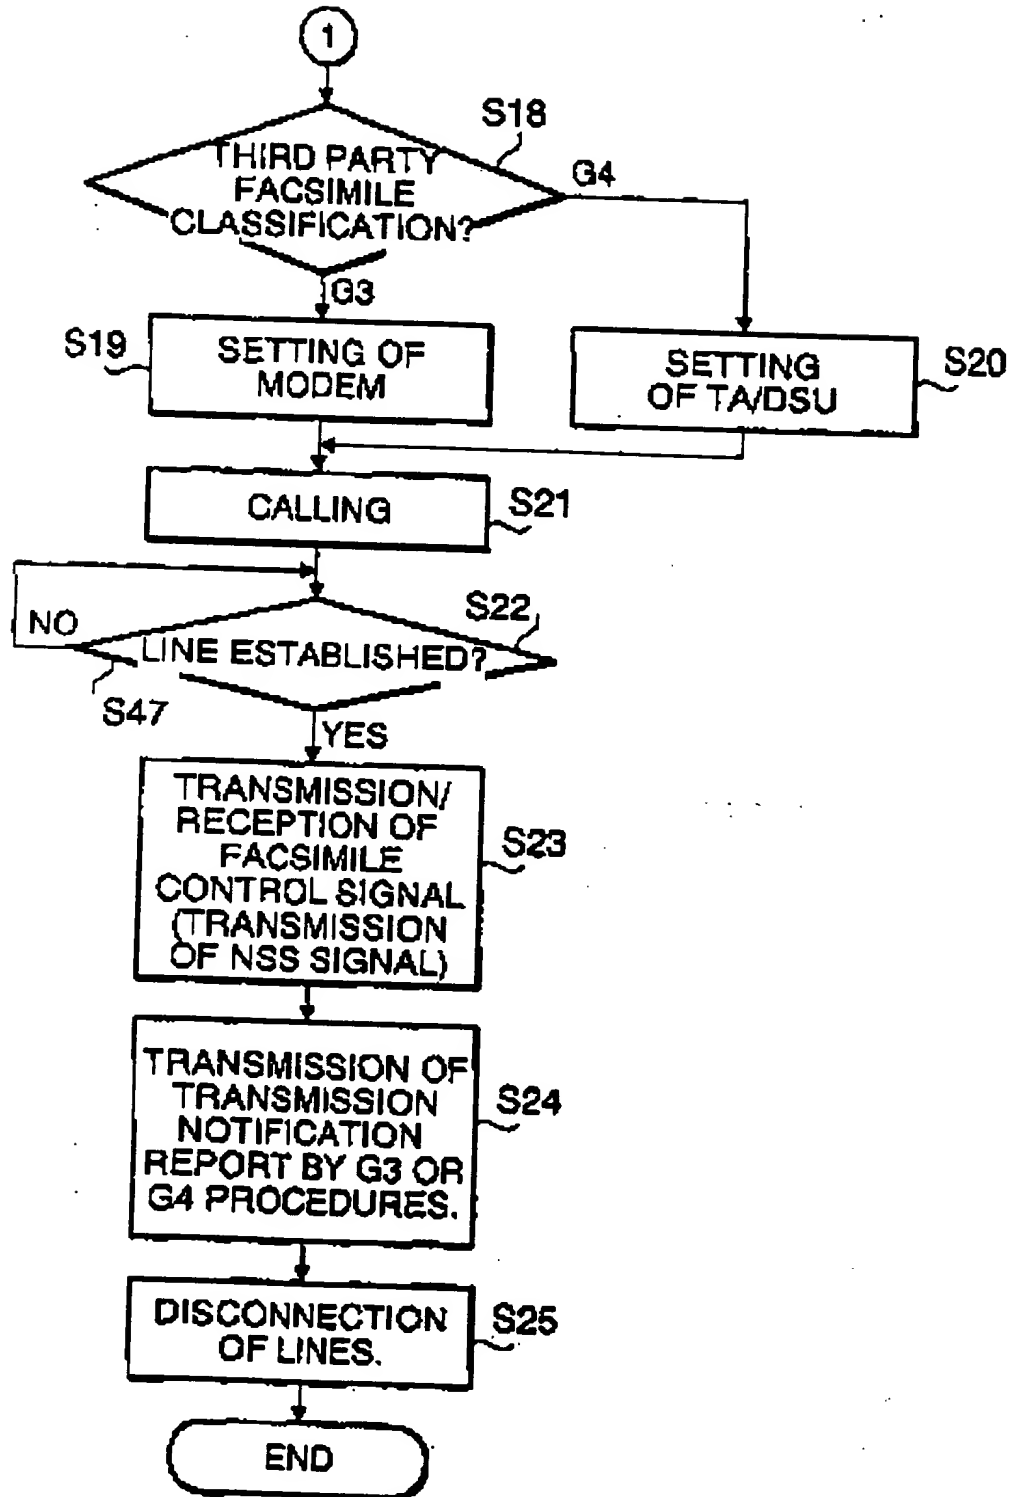 1
S18
THIRD PARTY
FACSIMILE
CLASSIFICATION?
G4
G3
S19
SETTING OF
MODEM
SETTING
OF TA/DSU
S20
CALLING
S21
S22
NO
LINE ESTABLISHED?
S47
YES
TRANSMISSION/
RECEPTION OF
FACSIMILE
CONTROL SIGNAL
(TRANSMISSION
OF NSS SIGNAL)
S23
TRANSMISSION OF
TRANSMISSION
NOTIFICATION
REPORT BY G3 OR
G4 PROCEDURES.
S24
DISCONNECTION
OF LINES.
S25
END